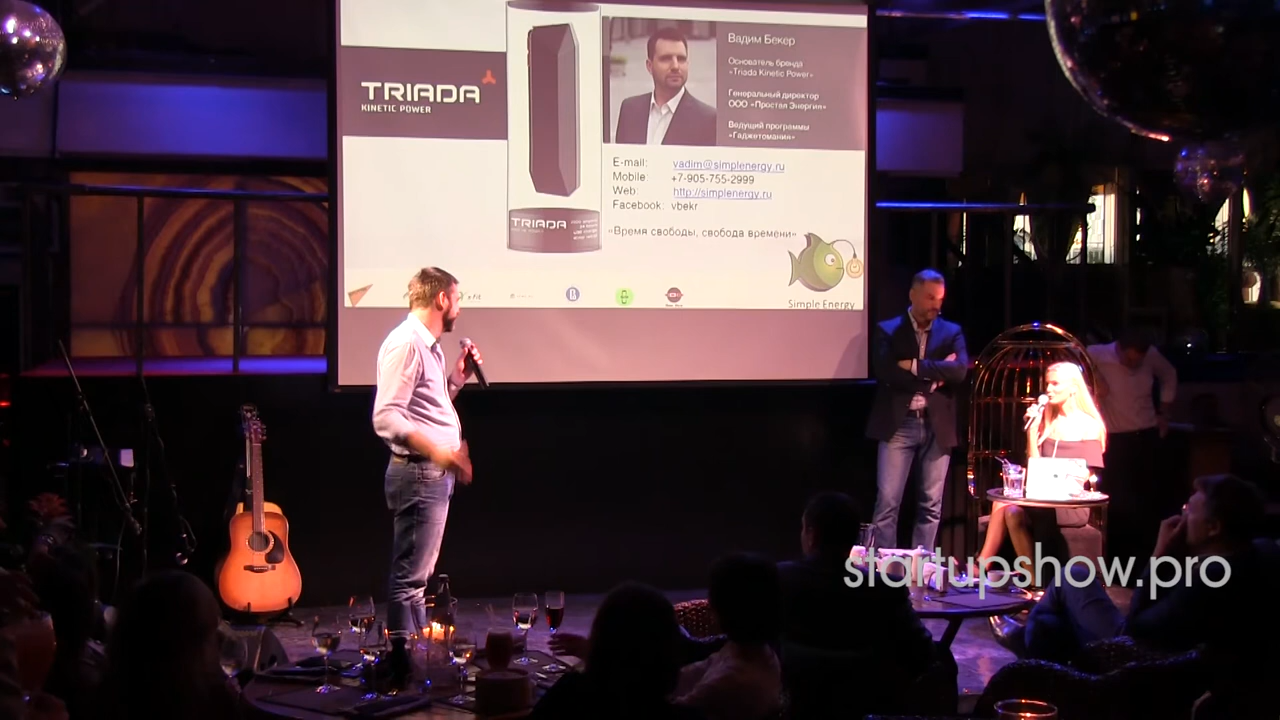 TRIADA
KINETIC POWER
TRIADA
Вадим Бекер
Основатель бренда
«Triada Kinetic Power»
Генеральный директор
ООО «Простая Энергия»
Ведущий программы
«Гаджетомания»
E-mail: vadim@simplenergy.ru
Mobile: +7-905-755-2999
Web: http://simplenergy.ru
Facebook: vbekr
«Время свободы, свобода времени»
Simple Energy
startupshow.pro